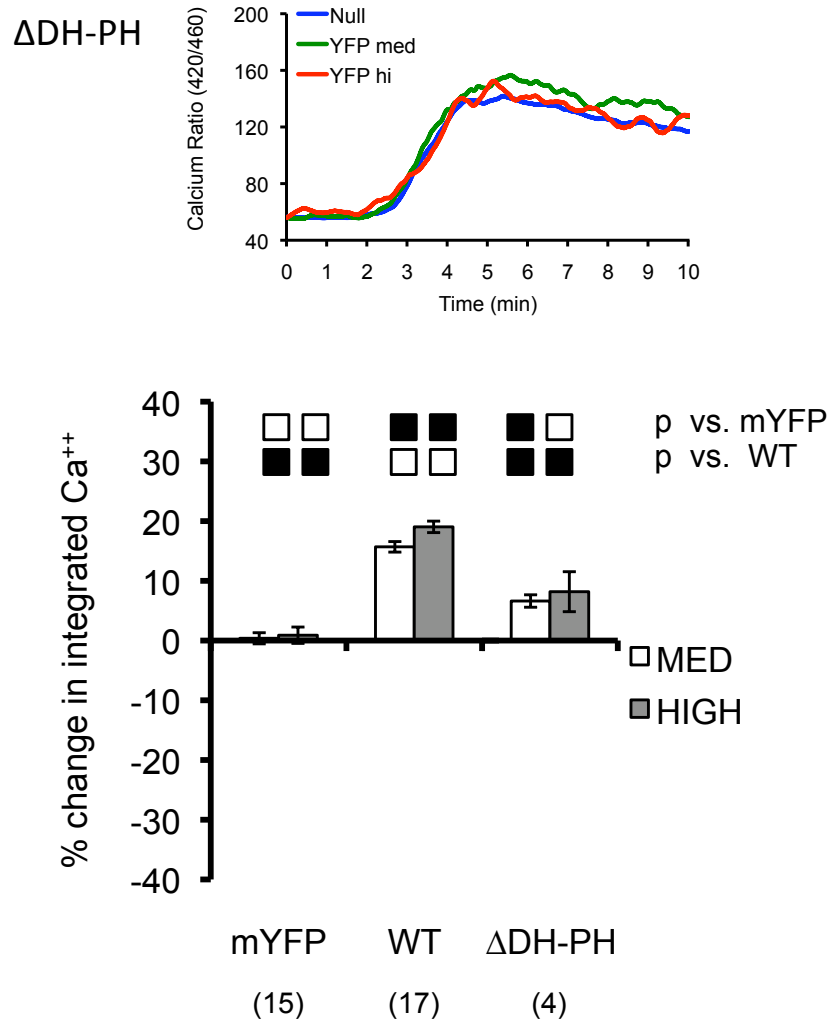 ΔDH-PH
Calcium Ratio (420/460)
200
160
120
80
40
Null
YFP med
YFP hi
0 1 2 3 4 5 6 7 8 9 10
Time (min)
% change in integrated Ca++
40
30
20
10
0
-10
-20
-30
-40
p vs. mYFP
p vs. WT
MED
HIGH
mYFP WT ΔDH-PH
(15) (17) (4)